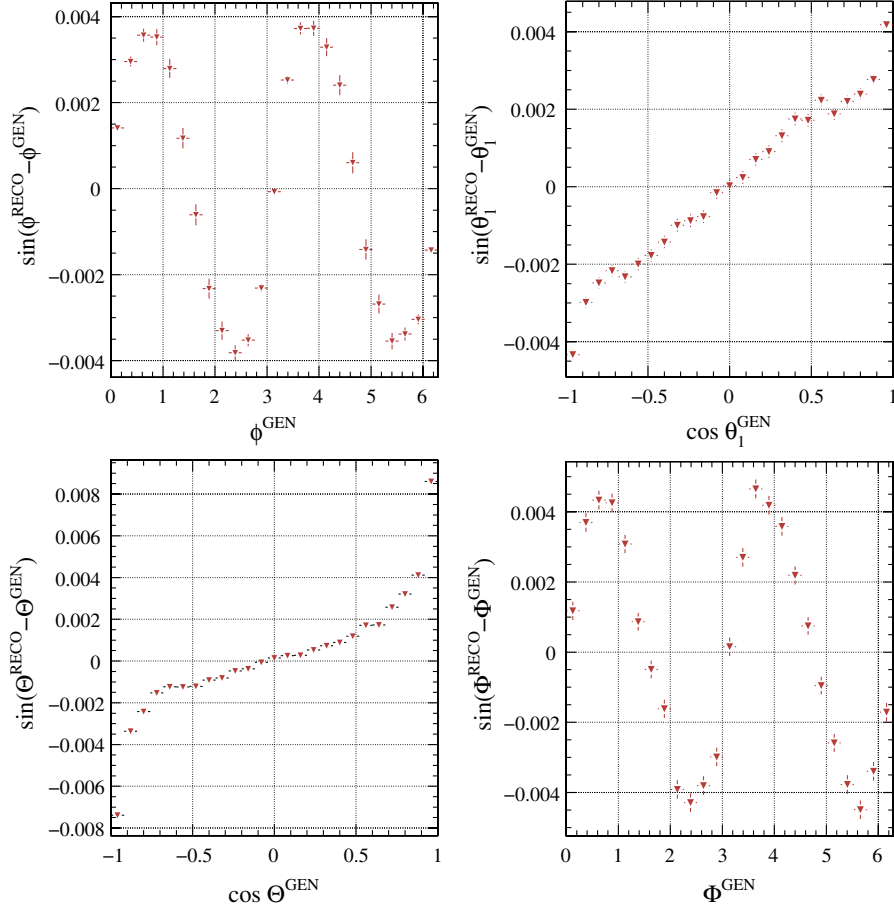 sin(ϕ^RECO−ϕ^GEN)
0.004
0.002
0
−0.002
−0.004
0 1 2 3 4 5 6
ϕ^GEN
sin(θ₁^RECO−θ₁^GEN)
0.004
0.002
0
−0.002
−0.004
−1 −0.5 0 0.5 1
cos θ₁^GEN
sin(Θ^RECO−Θ^GEN)
0.008
0.006
0.004
0.002
0
−0.002
−0.004
−0.006
−0.008
−1 −0.5 0 0.5 1
cos Θ^GEN
sin(Φ^RECO−Φ^GEN)
0.004
0.002
0
−0.002
−0.004
0 1 2 3 4 5 6
Φ^GEN